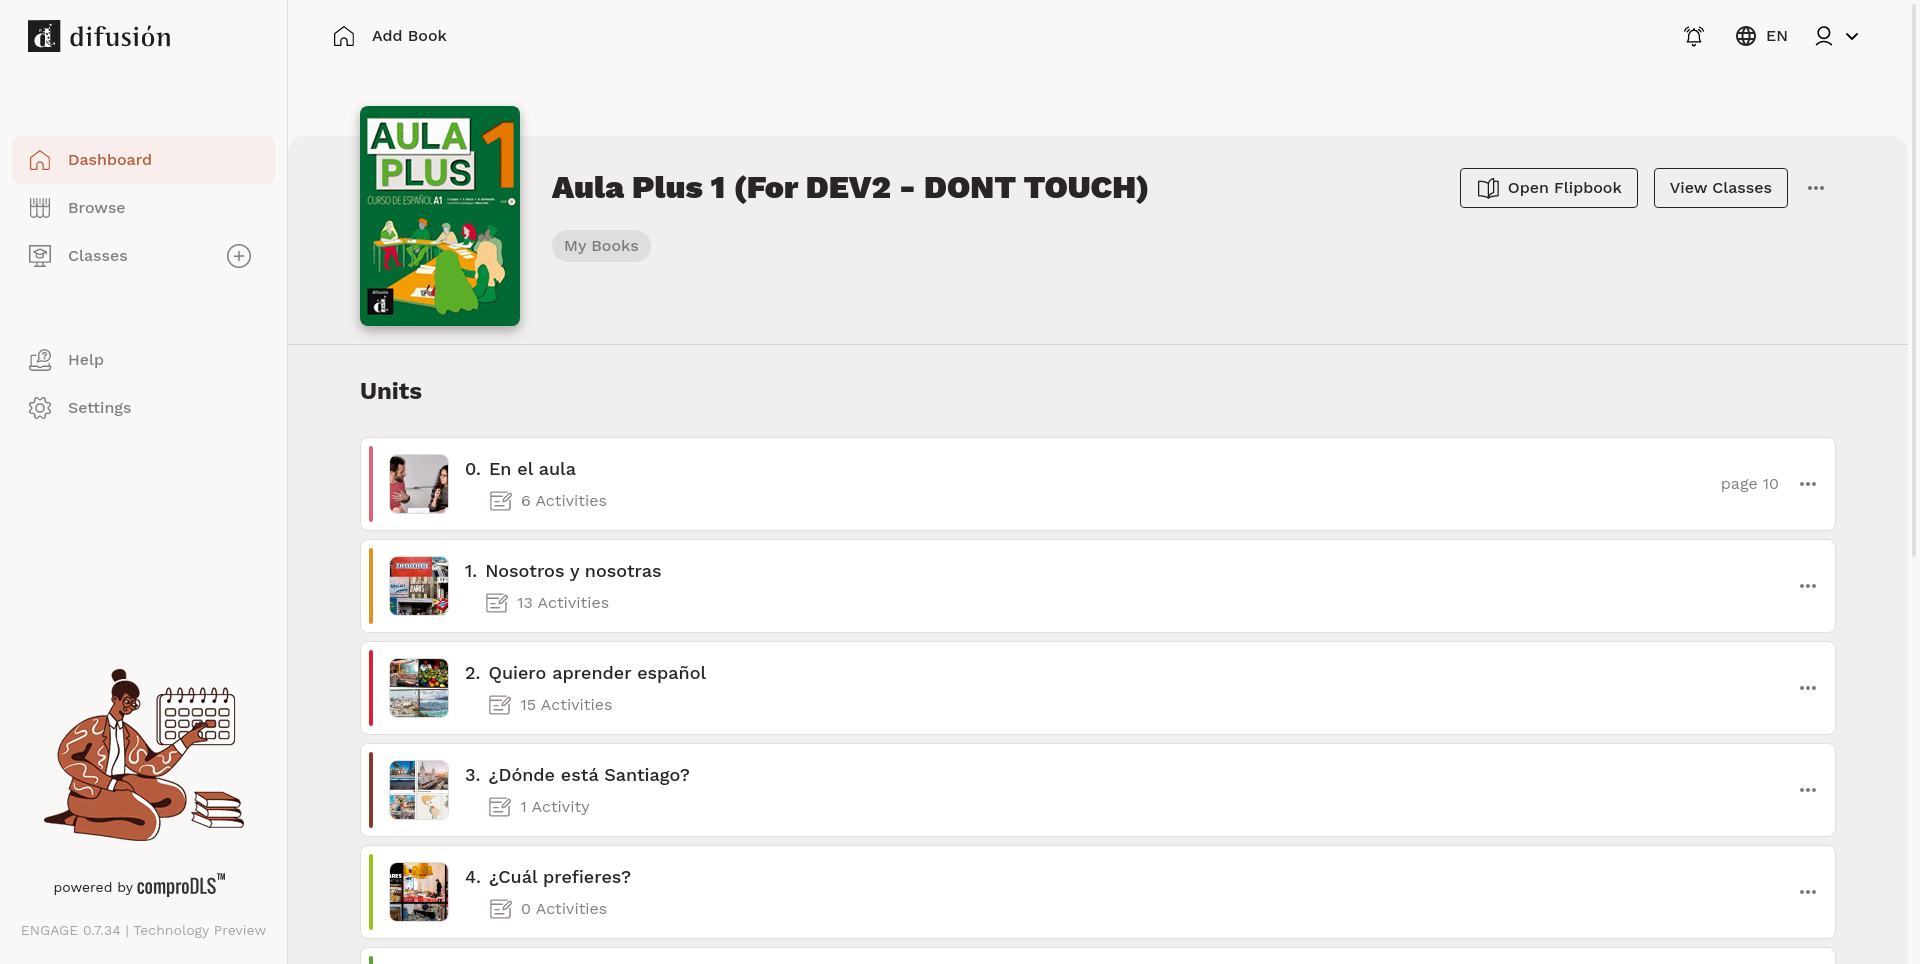 difusión
Add Book
EN
Dashboard
Browse
Classes
Help
Settings
powered by comproDLS™
ENGAGE 0.7.34 | Technology Preview
AULA 1
PLUS
CURSO DE ESPAÑOL A1
difusión
Aula Plus 1 (For DEV2 - DONT TOUCH)
Open Flipbook
View Classes
My Books
Units
0. En el aula
6 Activities
page 10
1. Nosotros y nosotras
13 Activities
2. Quiero aprender español
15 Activities
3. ¿Dónde está Santiago?
1 Activity
4. ¿Cuál prefieres?
0 Activities